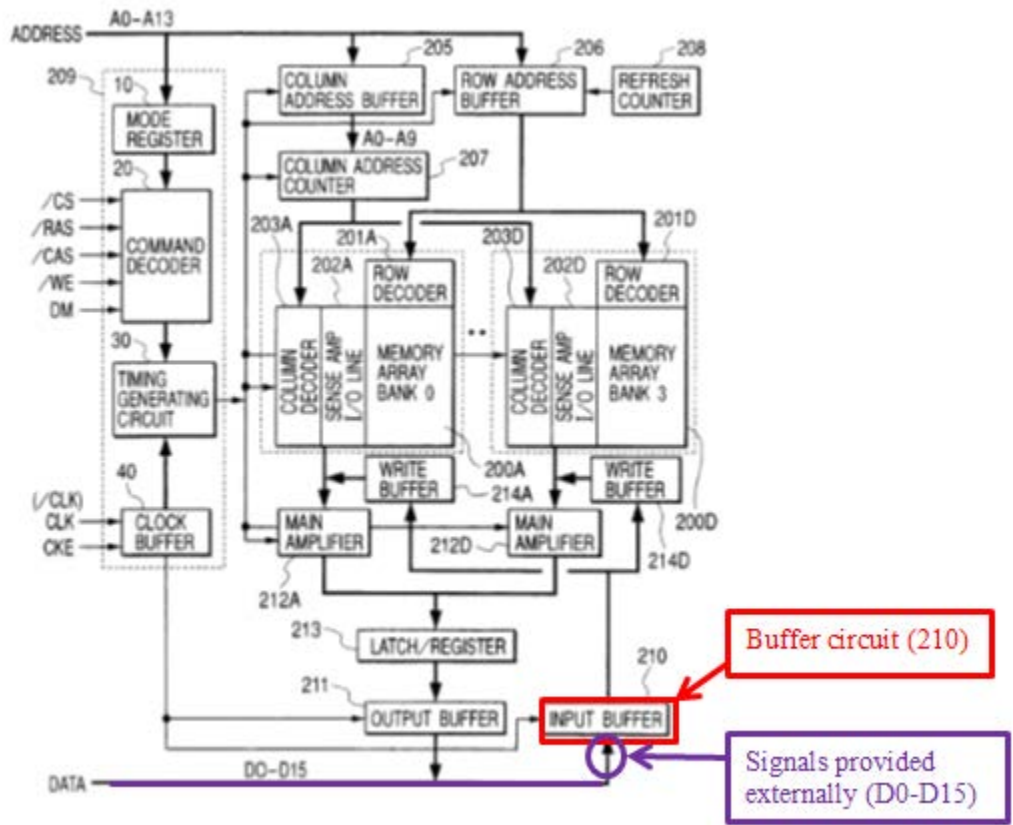 A0-A13
ADDRESS
205
206
208
209
10
COLUMN
ADDRESS BUFFER
ROW ADDRESS
BUFFER
REFRESH
COUNTER
MODE
REGISTER
A0-A9
207
20
COLUMN ADDRESS
COUNTER
/CS
/RAS
/CAS
/WE
DM
COMMAND
DECODER
203A
201A
202A
203D
201D
202D
ROW
DECODER
ROW
DECODER
30
TIMING
GENERATING
CIRCUIT
COLUMN
DECODER
SENSE AMP
I/O LINE
MEMORY
ARRAY
BANK 0
COLUMN
DECODER
SENSE AMP
I/O LINE
MEMORY
ARRAY
BANK 3
200A
WRITE
BUFFER
214A
WRITE
BUFFER
200D
214D
40
(/CLK)
CLK
CKE
CLOCK
BUFFER
MAIN
AMPLIFIER
212A
MAIN
AMPLIFIER
212D
213
LATCH/REGISTER
211
OUTPUT BUFFER
210
INPUT BUFFER
Buffer circuit (210)
DO-D15
DATA
Signals provided
externally (D0-D15)